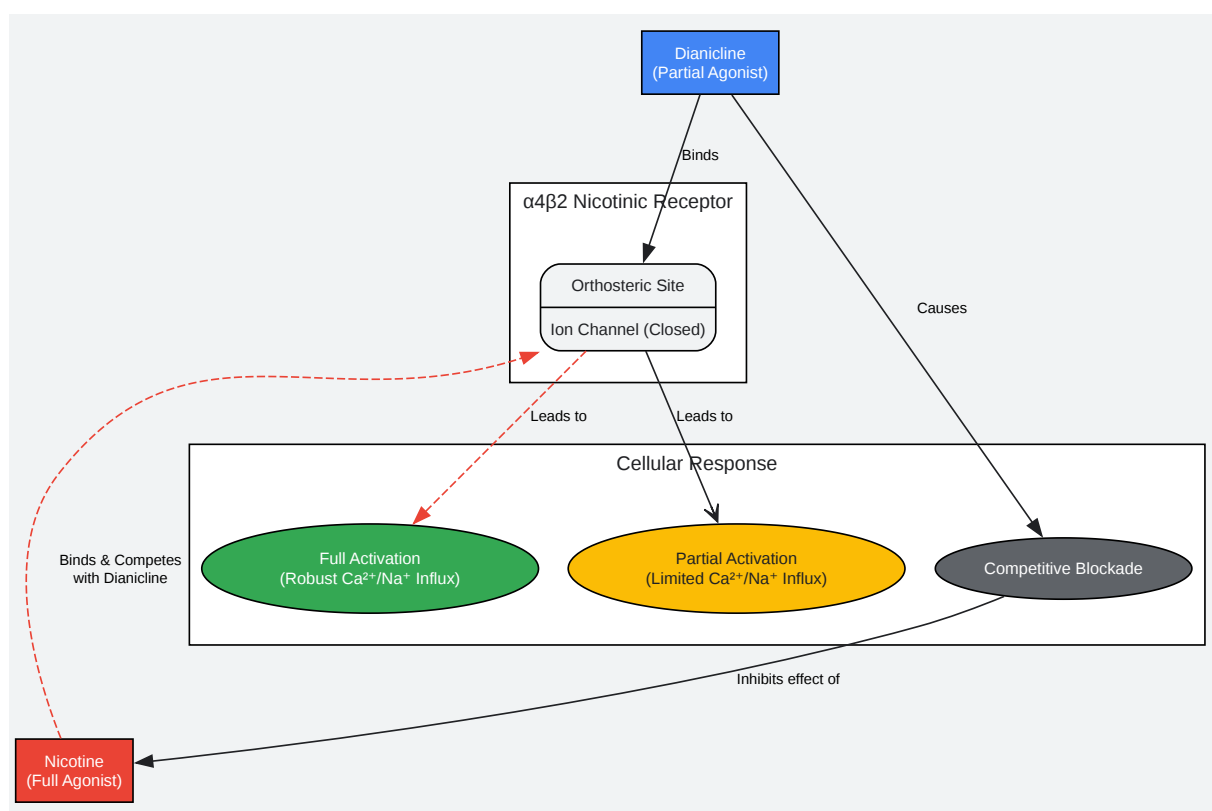 Dianicline
(Partial Agonist)
Binds
α4β2 Nicotinic Receptor
Orthosteric Site
Ion Channel (Closed)
Causes
Leads to
Leads to
Cellular Response
Full Activation
(Robust Ca²⁺/Na⁺ Influx)
Partial Activation
(Limited Ca²⁺/Na⁺ Influx)
Competitive Blockade
Binds & Competes
with Dianicline
Inhibits effect of
Nicotine
(Full Agonist)